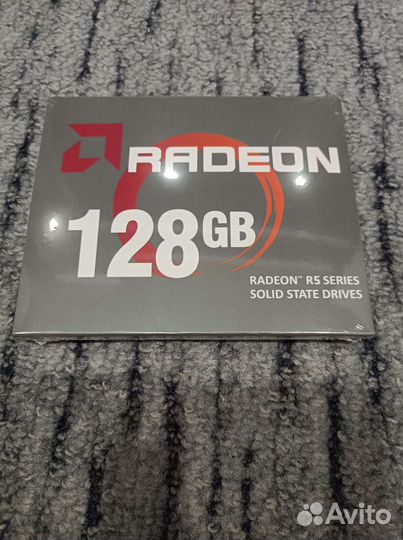 RADEON
128GB
RADEON™ R5 SERIES
SOLID STATE DRIVES
Avito